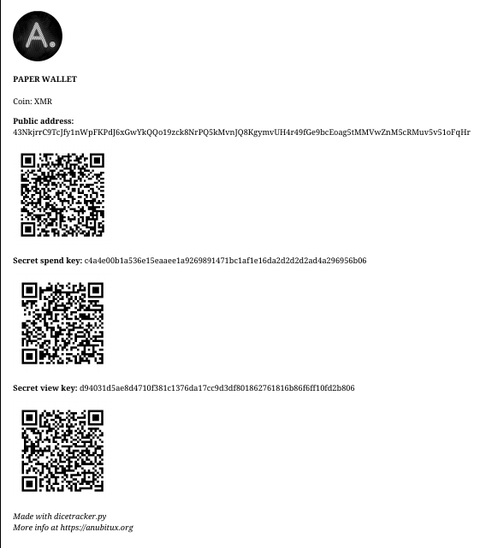 A.
PAPER WALLET
Coin: XMR
Public address:
43NkjrrC9TcJfy1nWpFKPdJ6xGwYkQQo19zck8NrPQ5kMvnJQ8KgymvUH4r49fGe9bcEoag5tMMVwZnM5cRMuv5v51oFqHr
Secret spend key: c4a4e00b1a536e15eaaee1a9269891471bc1af1e16da2d2d2d2ad4a296956b06
Secret view key: d94031d5ae8d4710f381c1376da17cc9d3df801862761816b86f6ff10fd2b806
Made with dicetracker.py
More info at https://anubitux.org